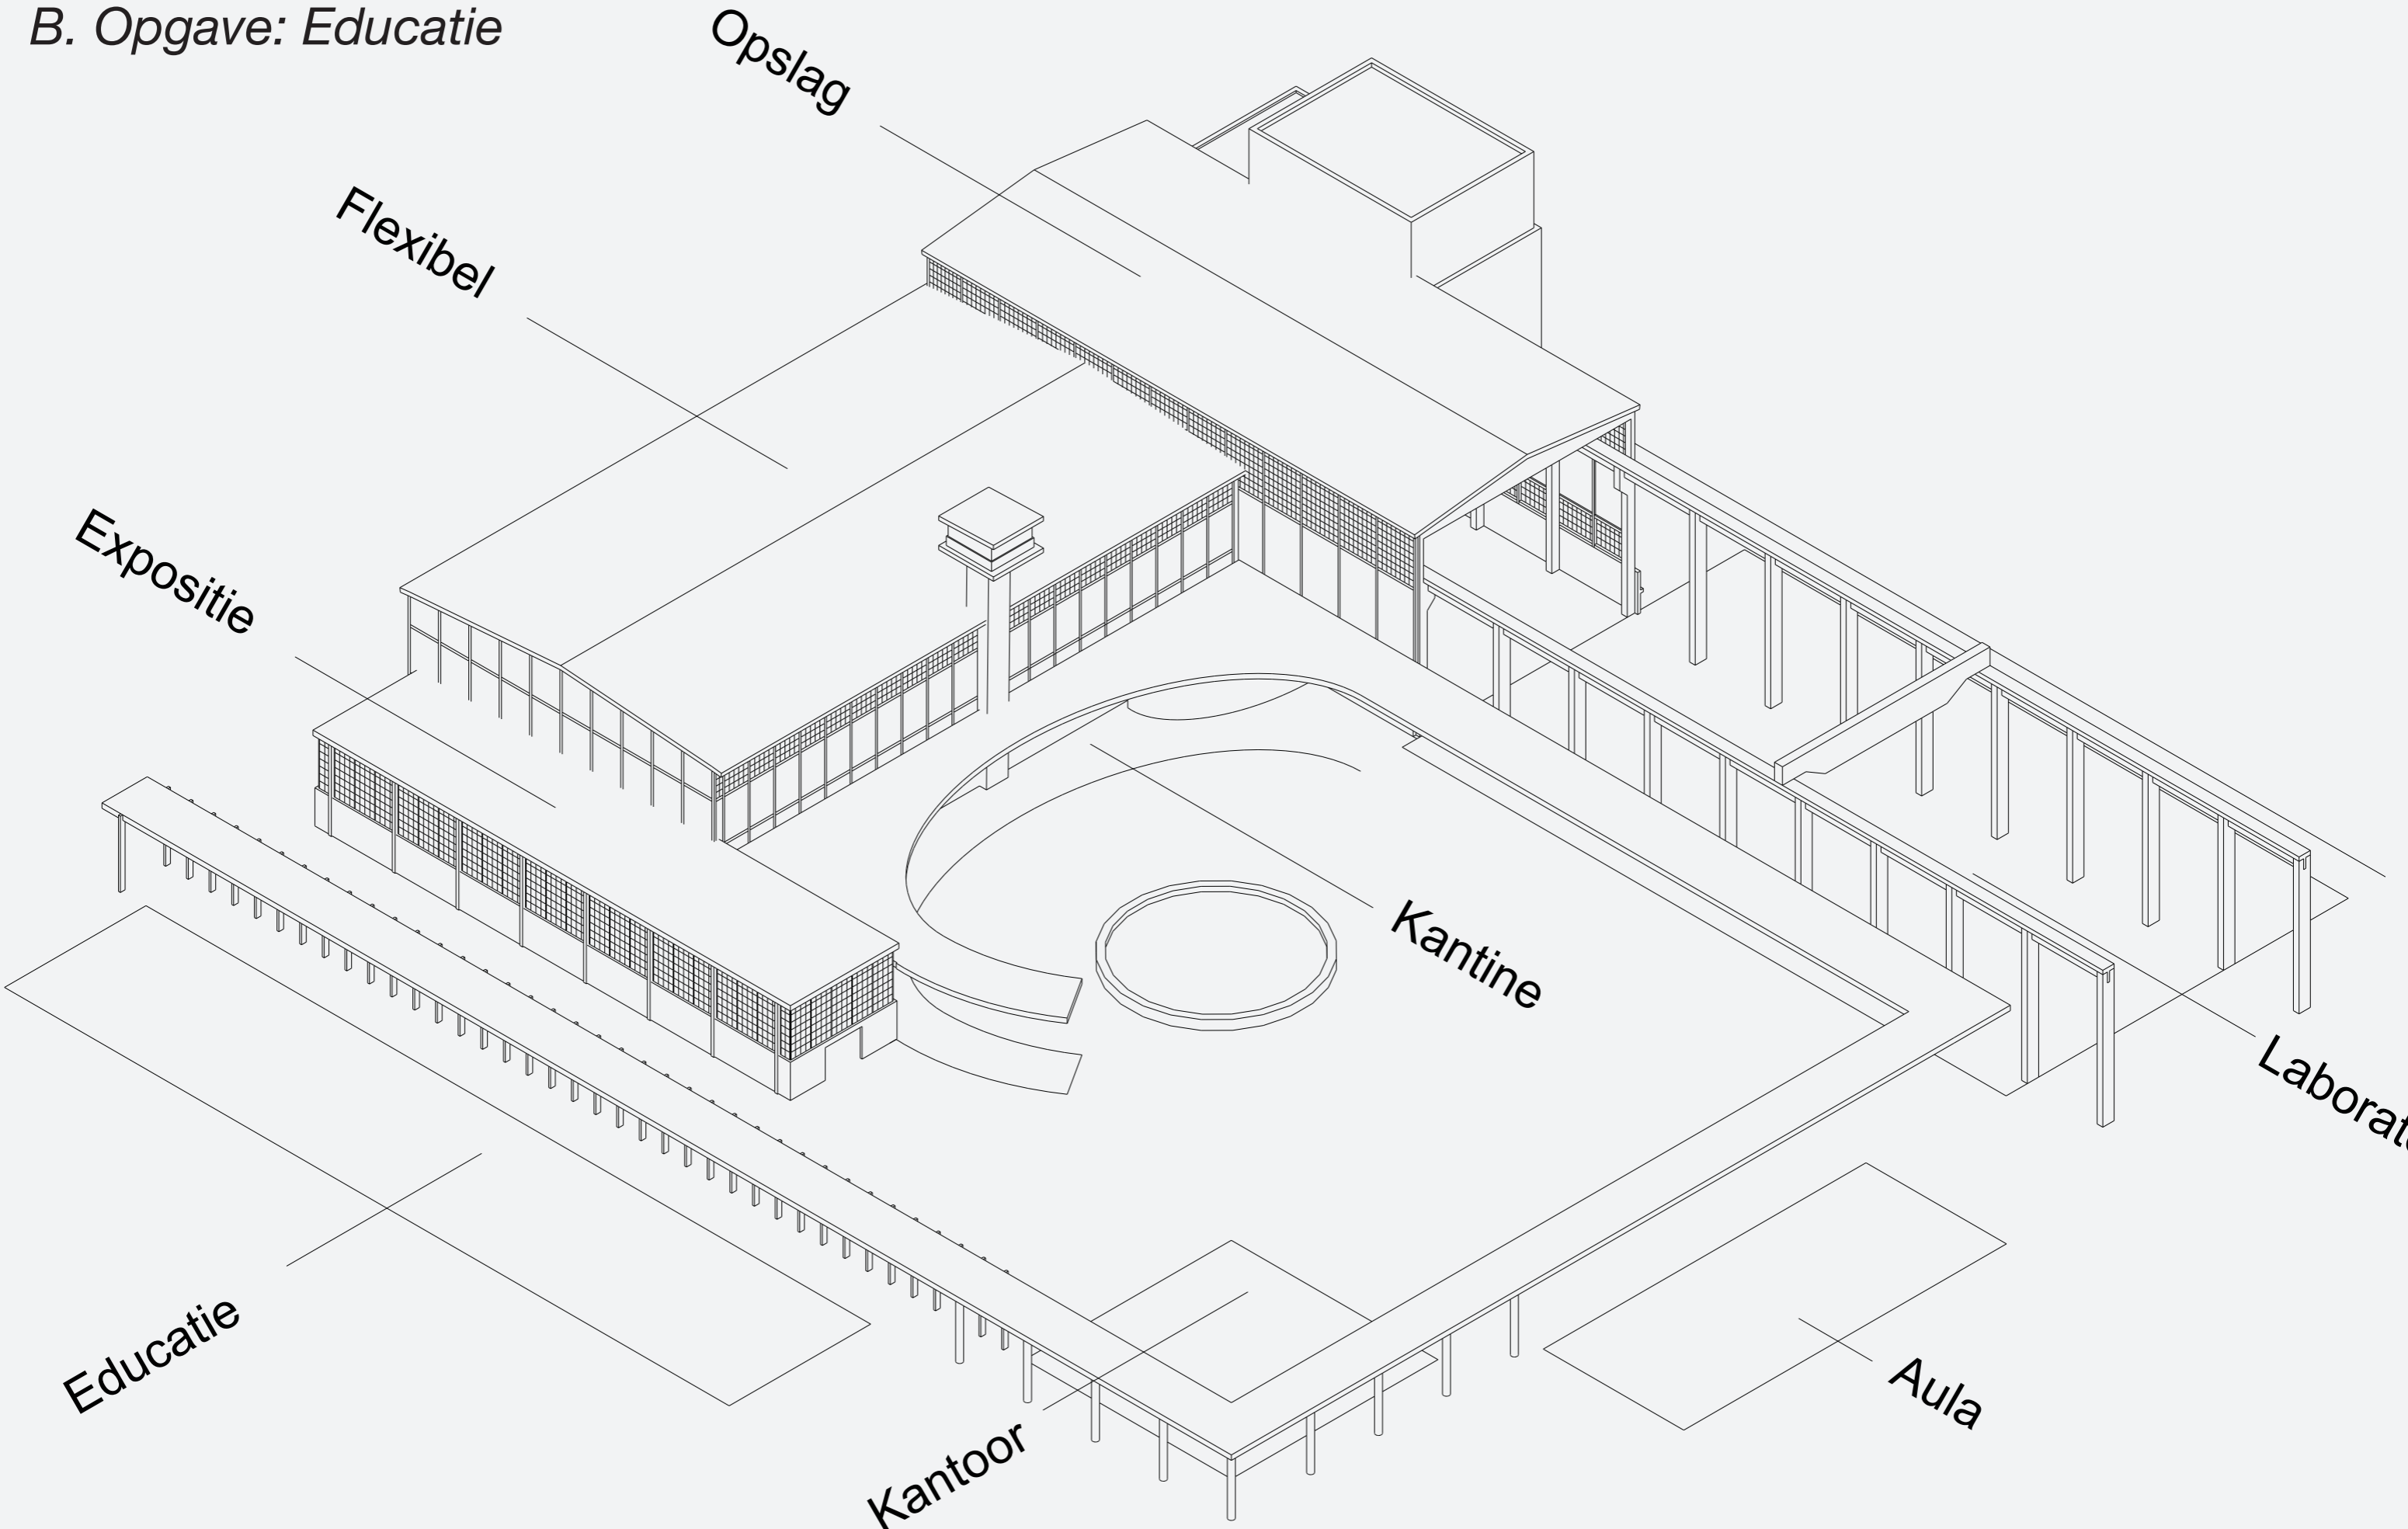 B. Opgave: Educatie
Opslag
Flexibel
Expositie
Kantine
Educatie
Kantoor
Aula